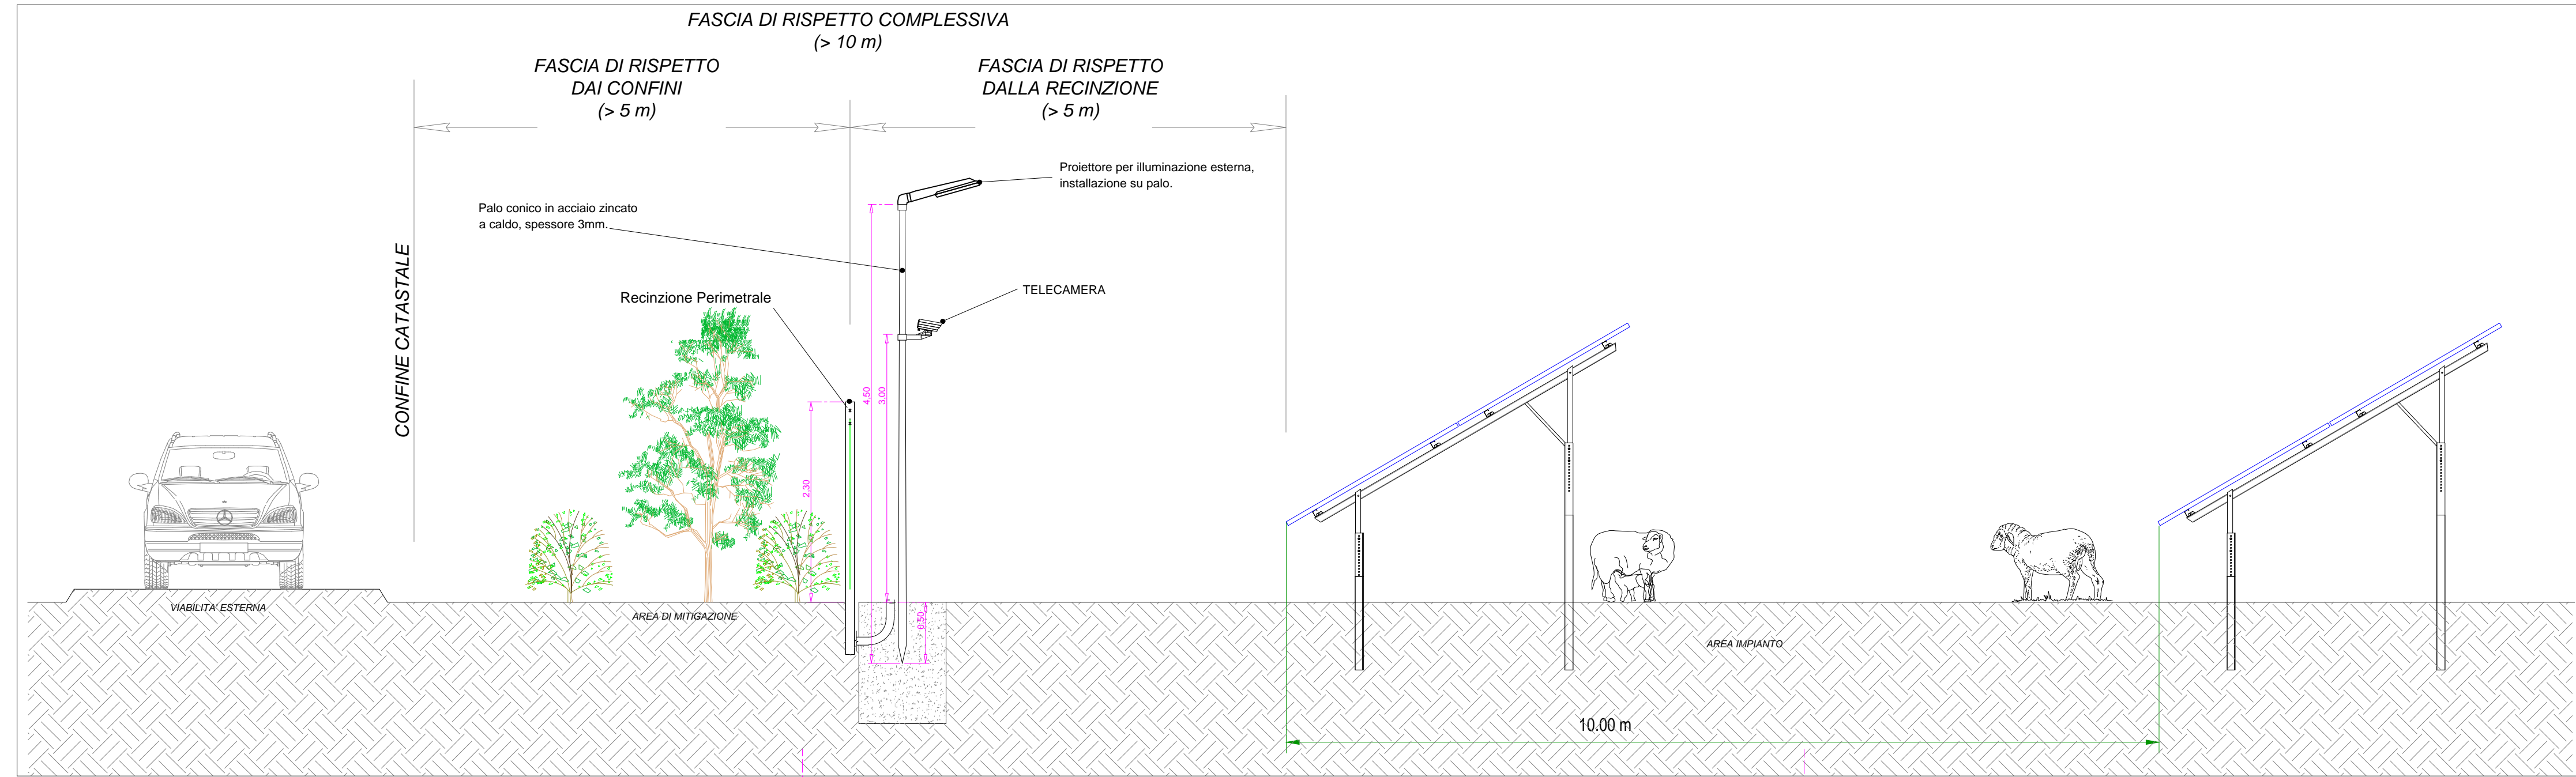 FASCIA DI RISPETTO COMPLESSIVA
(> 10 m)
FASCIA DI RISPETTO
DAI CONFINI
(> 5 m)
FASCIA DI RISPETTO
DALLA RECINZIONE
(> 5 m)
Proiettore per illuminazione esterna,
installazione su palo.
Palo conico in acciaio zincato
a caldo, spessore 3mm.
CONFINE CATASTALE
Recinzione Perimetrale
TELECAMERA
4,50
3,00
2,30
0,50
VIABILITA' ESTERNA
AREA DI MITIGAZIONE
AREA IMPIANTO
10.00 m